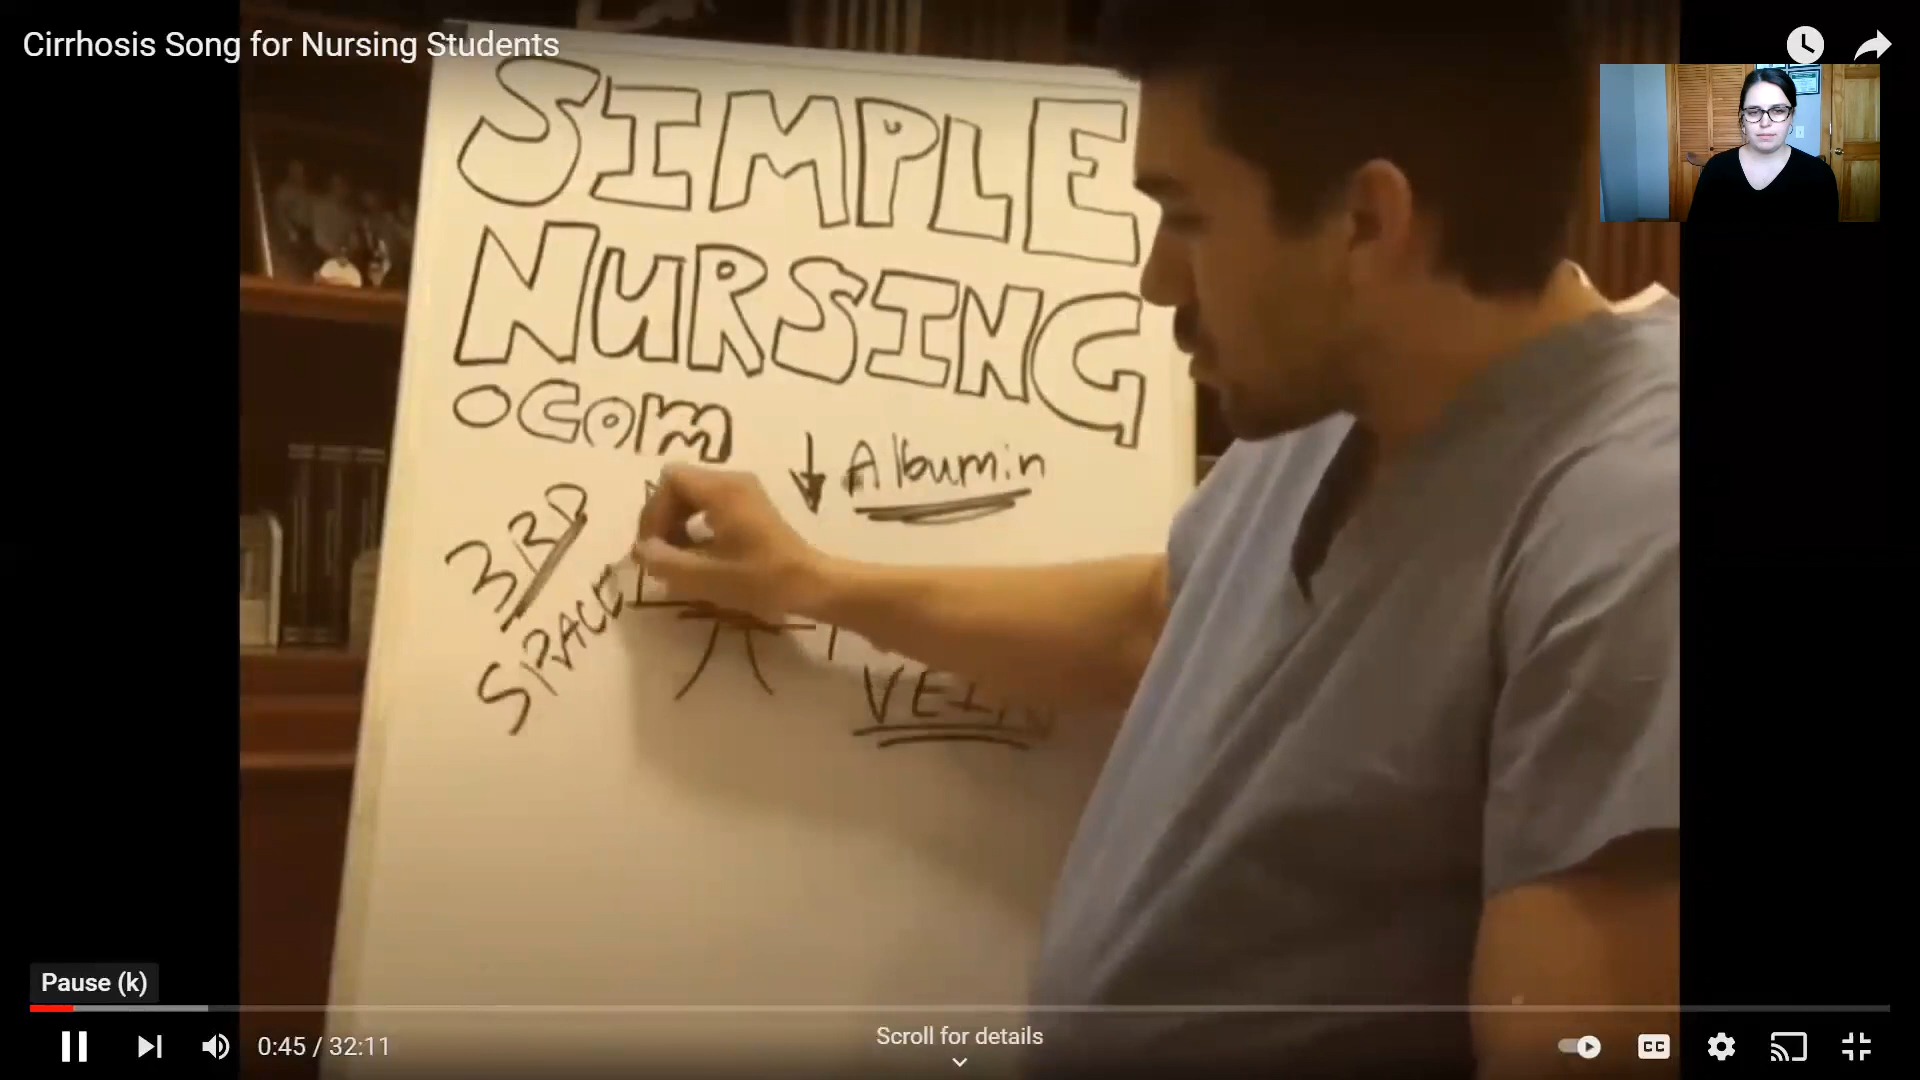 Cirrhosis Song for Nursing Students
SIMPLE
NURSING
.com
↓ Albumin
3RD
SPACE
Pause (k)
0:45 / 32:11
Scroll for details
CC